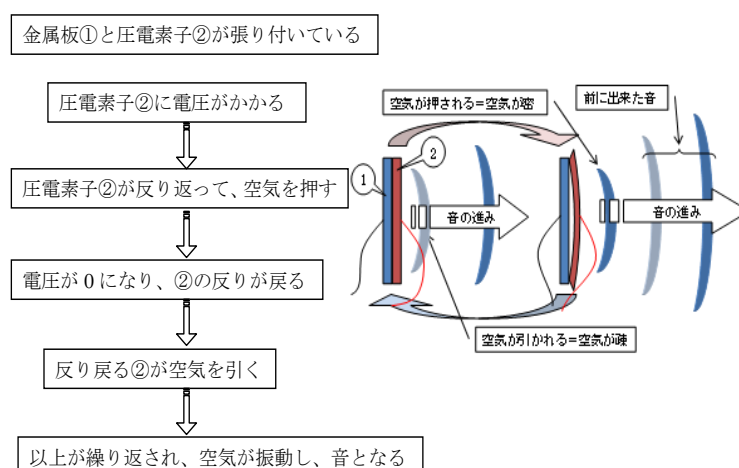 金属板①と圧電素子②が張り付いている
圧電素子②に電圧がかかる
圧電素子②が反り返って、空気を押す
電圧が 0 になり、②の反りが戻る
反り戻る②が空気を引く
以上が繰り返され、空気が振動し、音となる
空気が押される=空気が密
前に出来た音
1
2
音の進み
音の進み
空気が引かれる=空気が疎